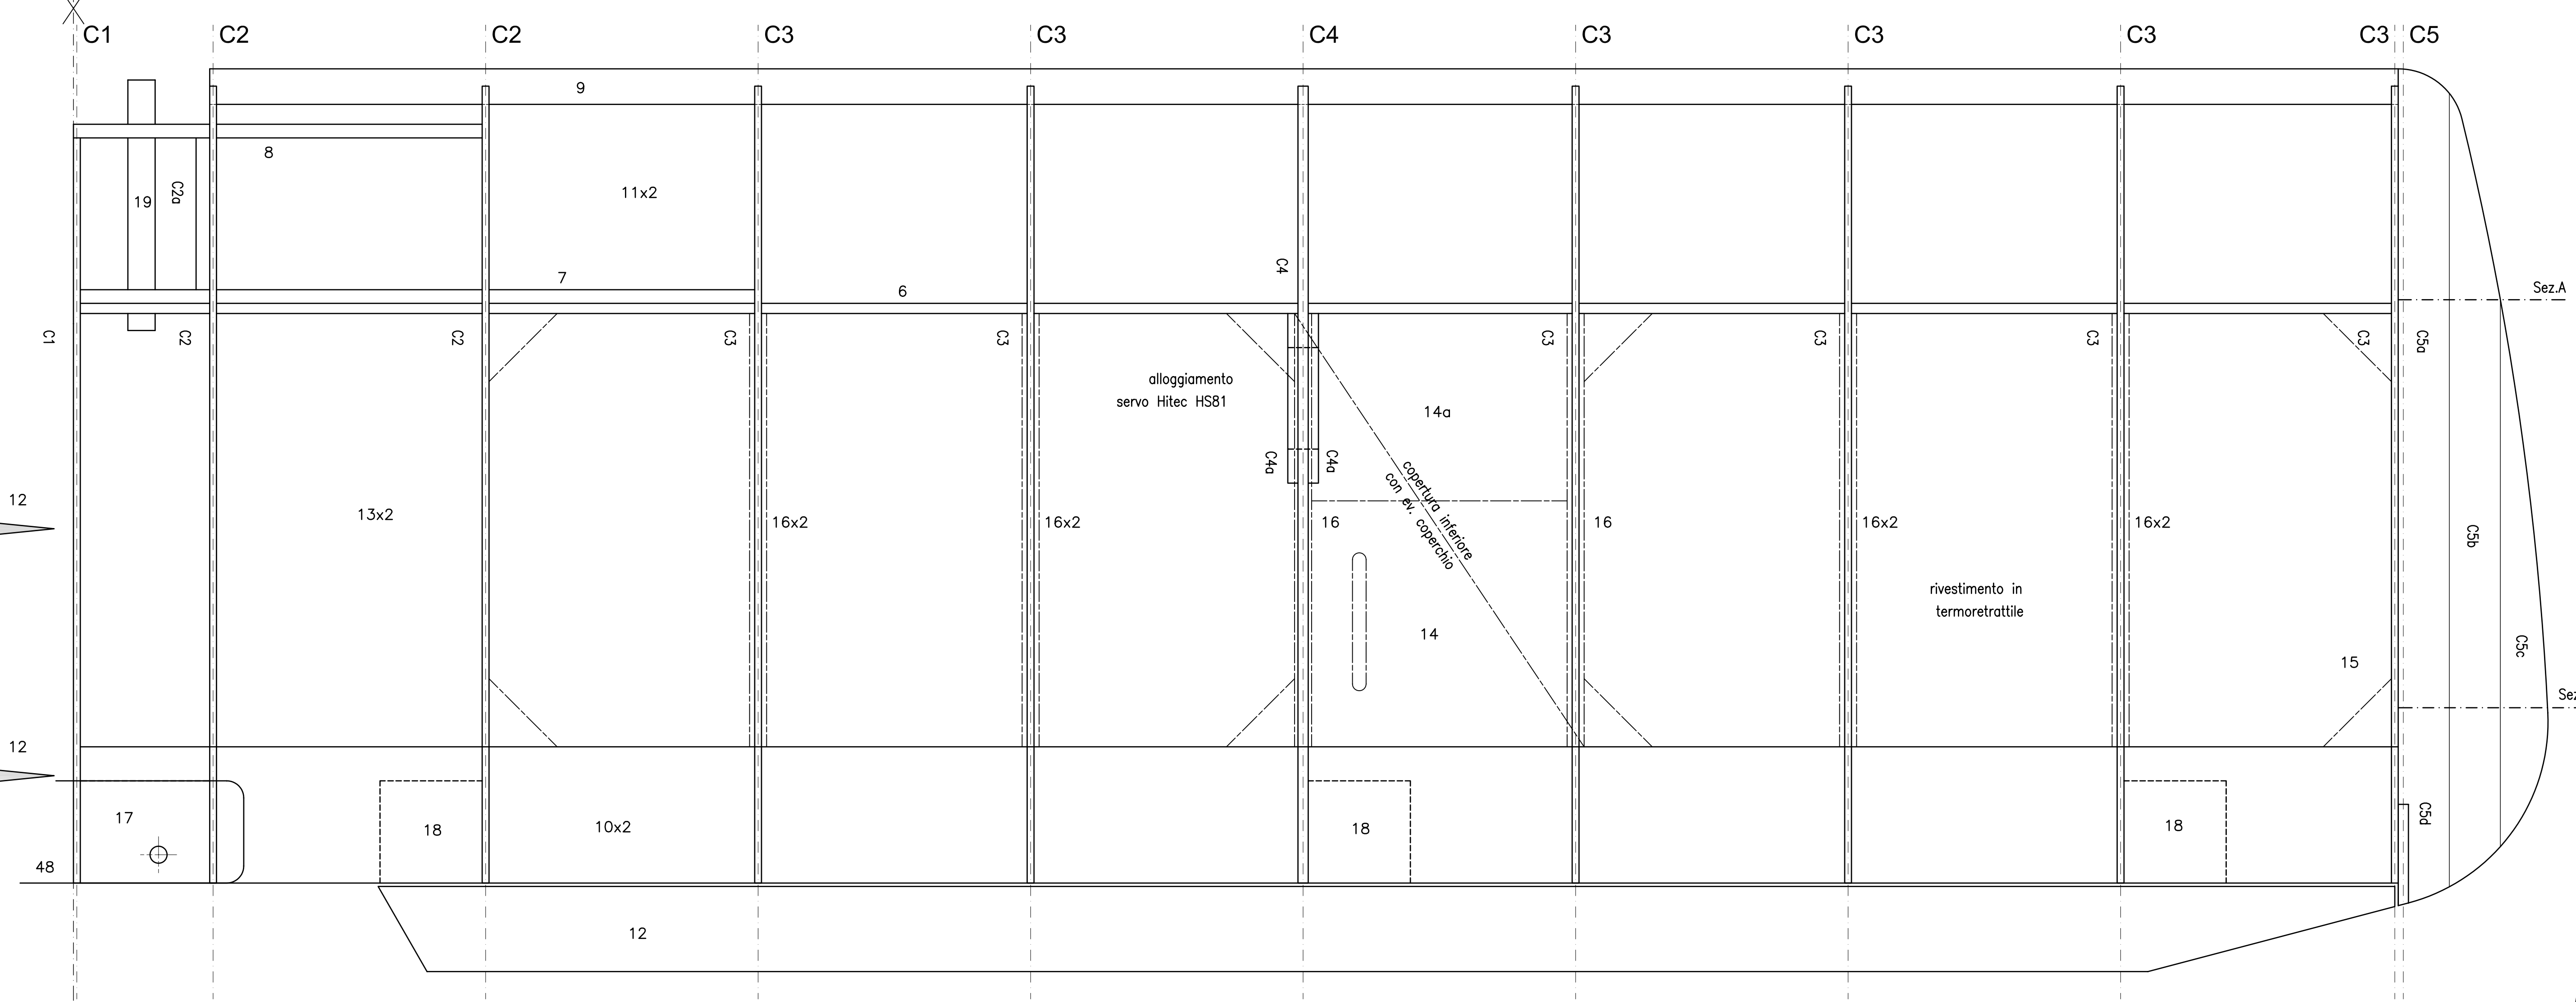 C1 C2 C2 C3 C3 C4 C3 C3 C3 C3 C5
9
8
19
C2a
11x2
7
6
C4
Sez.A
C1
C2
C2
C3
C3
C3
C3
C3
C3
C5a
alloggiamento
servo Hitec HS81
14a
C4a
C4a
copertura inferiore
con ev. coperchio
12
13x2
16x2
16x2
16
16
16x2
16x2
C5b
rivestimento in
termoretrattile
14
C5c
15
12
17
18
10x2
18
18
C5d
48
12